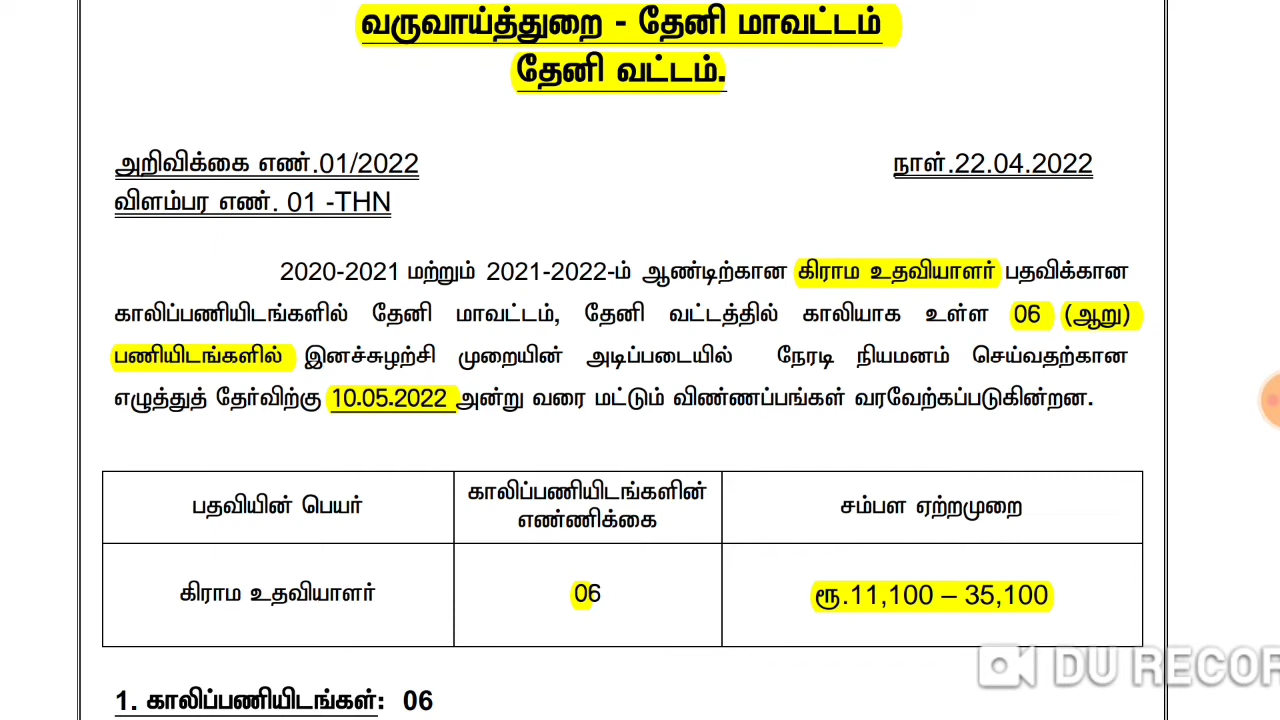 வருவாய்த்துறை - தேனி மாவட்டம்
தேனி வட்டம்.
அறிவிக்கை எண்.01/2022
நாள்.22.04.2022
விளம்பர எண். 01 -THN
2020-2021 மற்றும் 2021-2022-ம் ஆண்டிற்கான கிராம உதவியாளர் பதவிக்கான
காலிப்பணியிடங்களில் தேனி மாவட்டம், தேனி வட்டத்தில் காலியாக உள்ள 06 (ஆறு)
பணியிடங்களில் இனச்சுழற்சி முறையின் அடிப்படையில் நேரடி நியமனம் செய்வதற்கான
எழுத்துத் தேர்விற்கு 10.05.2022 அன்று வரை மட்டும் விண்ணப்பங்கள் வரவேற்கப்படுகின்றன.
பதவியின் பெயர்
காலிப்பணியிடங்களின்
எண்ணிக்கை
சம்பள ஏற்றமுறை
கிராம உதவியாளர்
06
ரூ.11,100 – 35,100
DU RECOR
1. காலிப்பணியிடங்கள்: 06